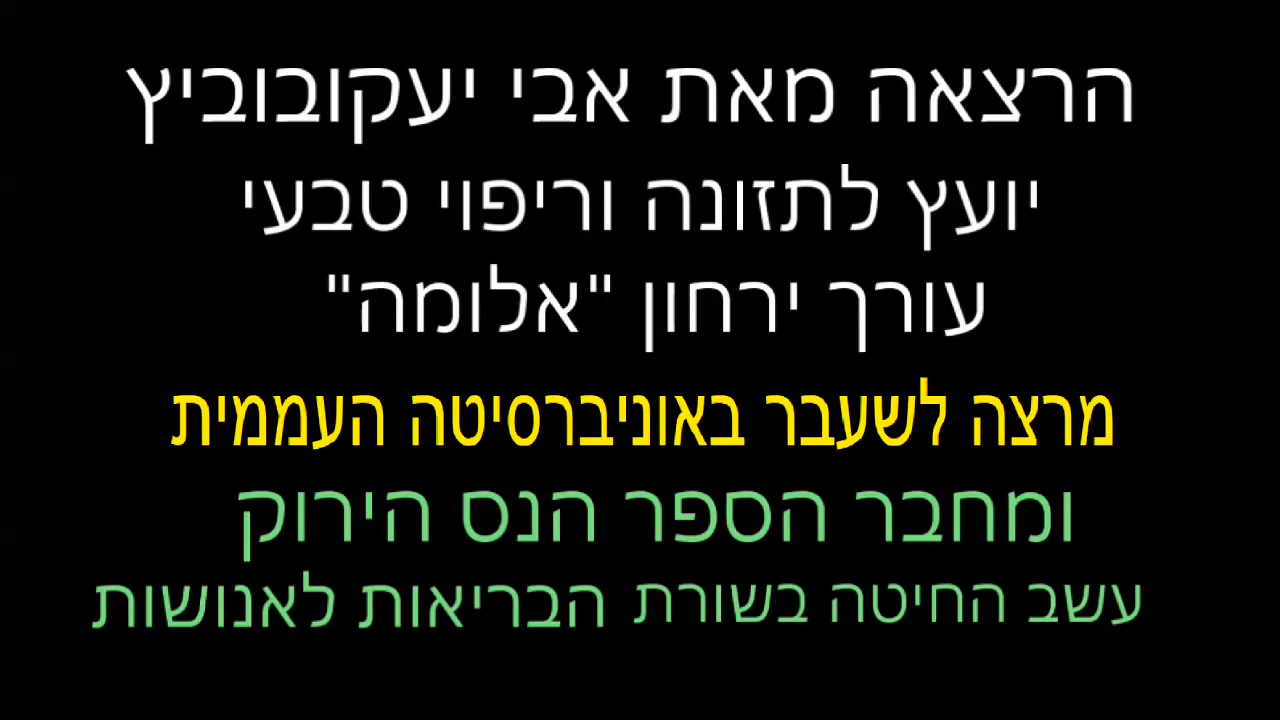 הרצאה מאת אבי יעקובוביץ
יועץ לתזונה וריפוי טבעי
עורך ירחון "אלומה"
מרצה לשעבר באוניברסיטה העממית
ומחבר הספר הנס הירוק
עשב החיטה בשורת הבריאות לאנושות